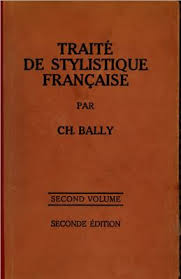 TRAITÉ
DE STYLISTIQUE
FRANÇAISE
PAR
CH. BALLY
SECOND VOLUME
SECONDE ÉDITION